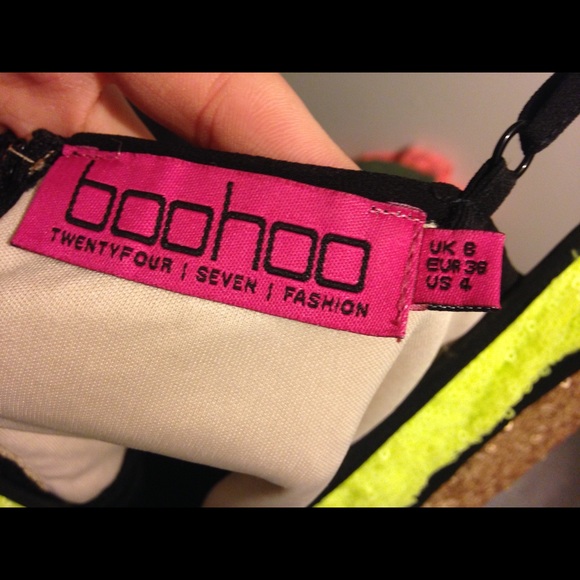 boohoo
TWENTYFOUR | SEVEN | FASHION
UK 8
EUR 36
US 4